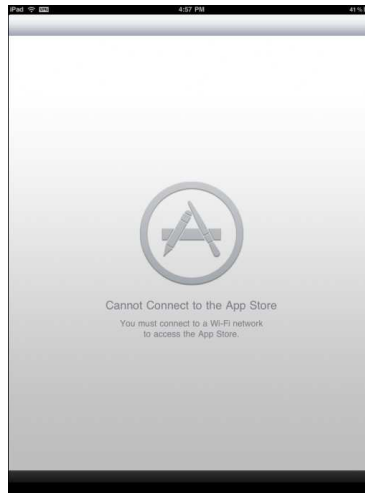 iPad VPN 4:57 PM 41 %
Cannot Connect to the App Store
You must connect to a Wi-Fi network
to access the App Store.